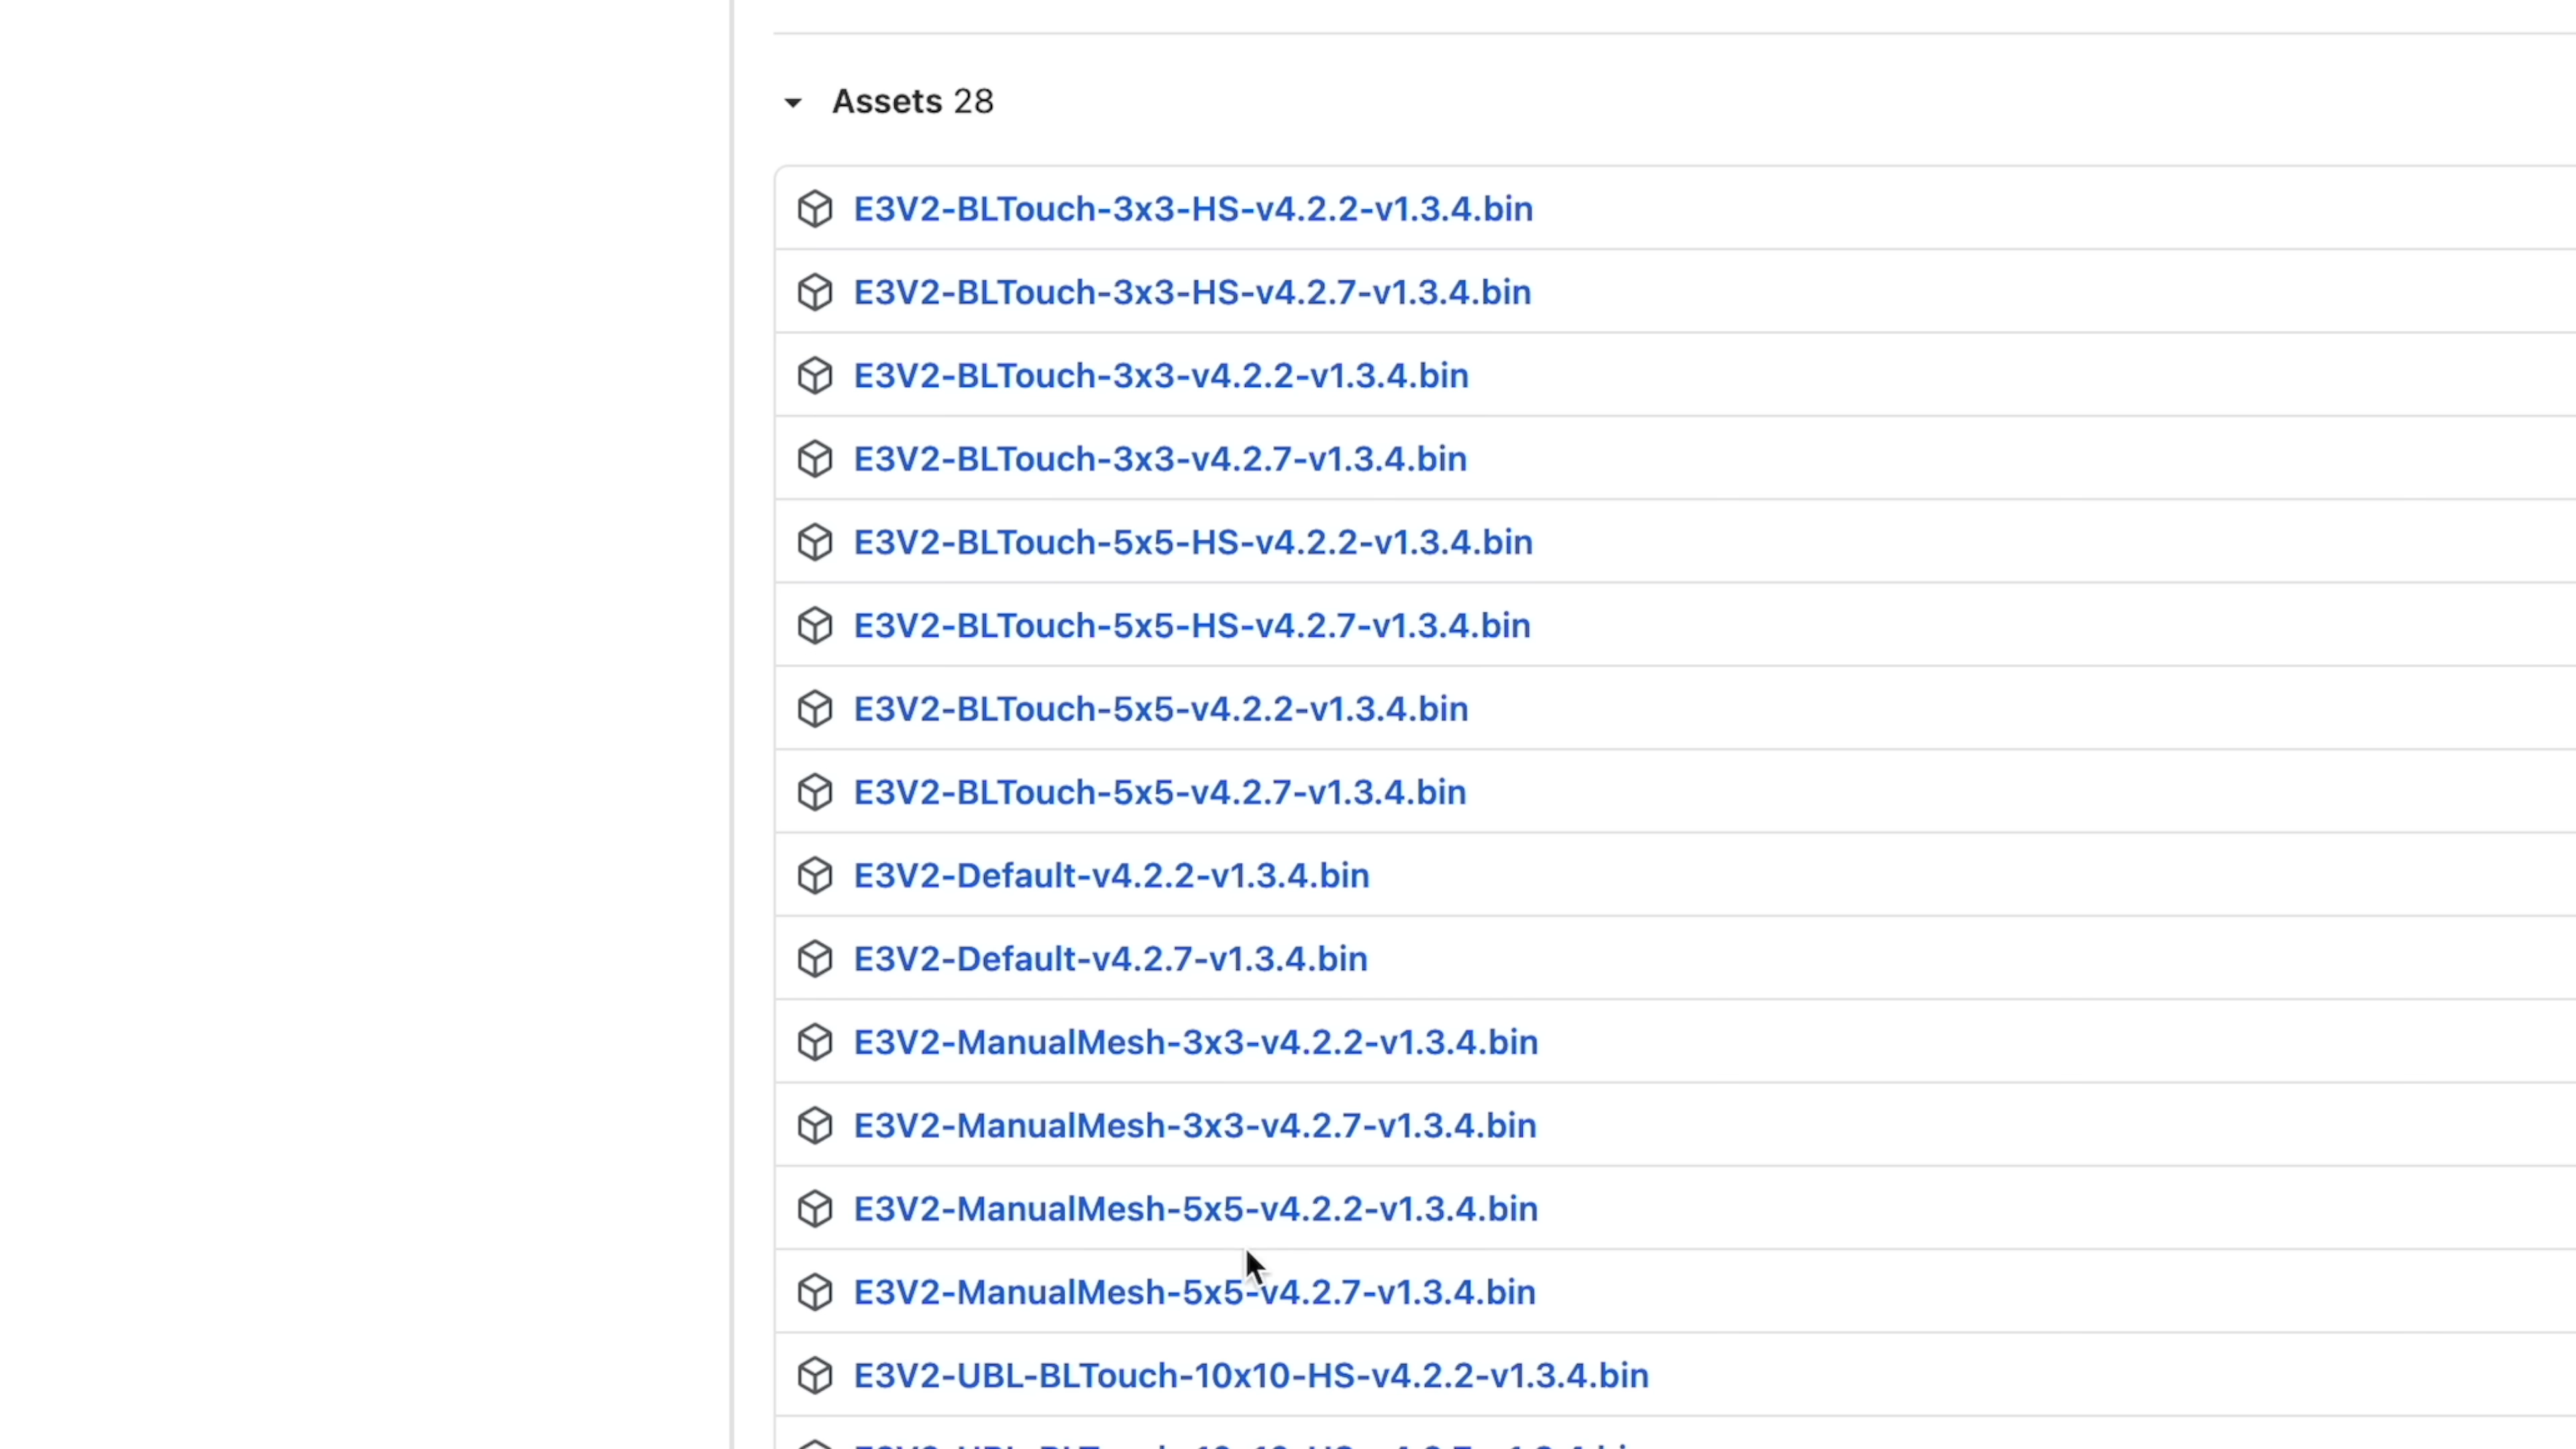 Assets 28
E3V2-BLTouch-3x3-HS-v4.2.2-v1.3.4.bin
E3V2-BLTouch-3x3-HS-v4.2.7-v1.3.4.bin
E3V2-BLTouch-3x3-v4.2.2-v1.3.4.bin
E3V2-BLTouch-3x3-v4.2.7-v1.3.4.bin
E3V2-BLTouch-5x5-HS-v4.2.2-v1.3.4.bin
E3V2-BLTouch-5x5-HS-v4.2.7-v1.3.4.bin
E3V2-BLTouch-5x5-v4.2.2-v1.3.4.bin
E3V2-BLTouch-5x5-v4.2.7-v1.3.4.bin
E3V2-Default-v4.2.2-v1.3.4.bin
E3V2-Default-v4.2.7-v1.3.4.bin
E3V2-ManualMesh-3x3-v4.2.2-v1.3.4.bin
E3V2-ManualMesh-3x3-v4.2.7-v1.3.4.bin
E3V2-ManualMesh-5x5-v4.2.2-v1.3.4.bin
E3V2-ManualMesh-5x5-v4.2.7-v1.3.4.bin
E3V2-UBL-BLTouch-10x10-HS-v4.2.2-v1.3.4.bin